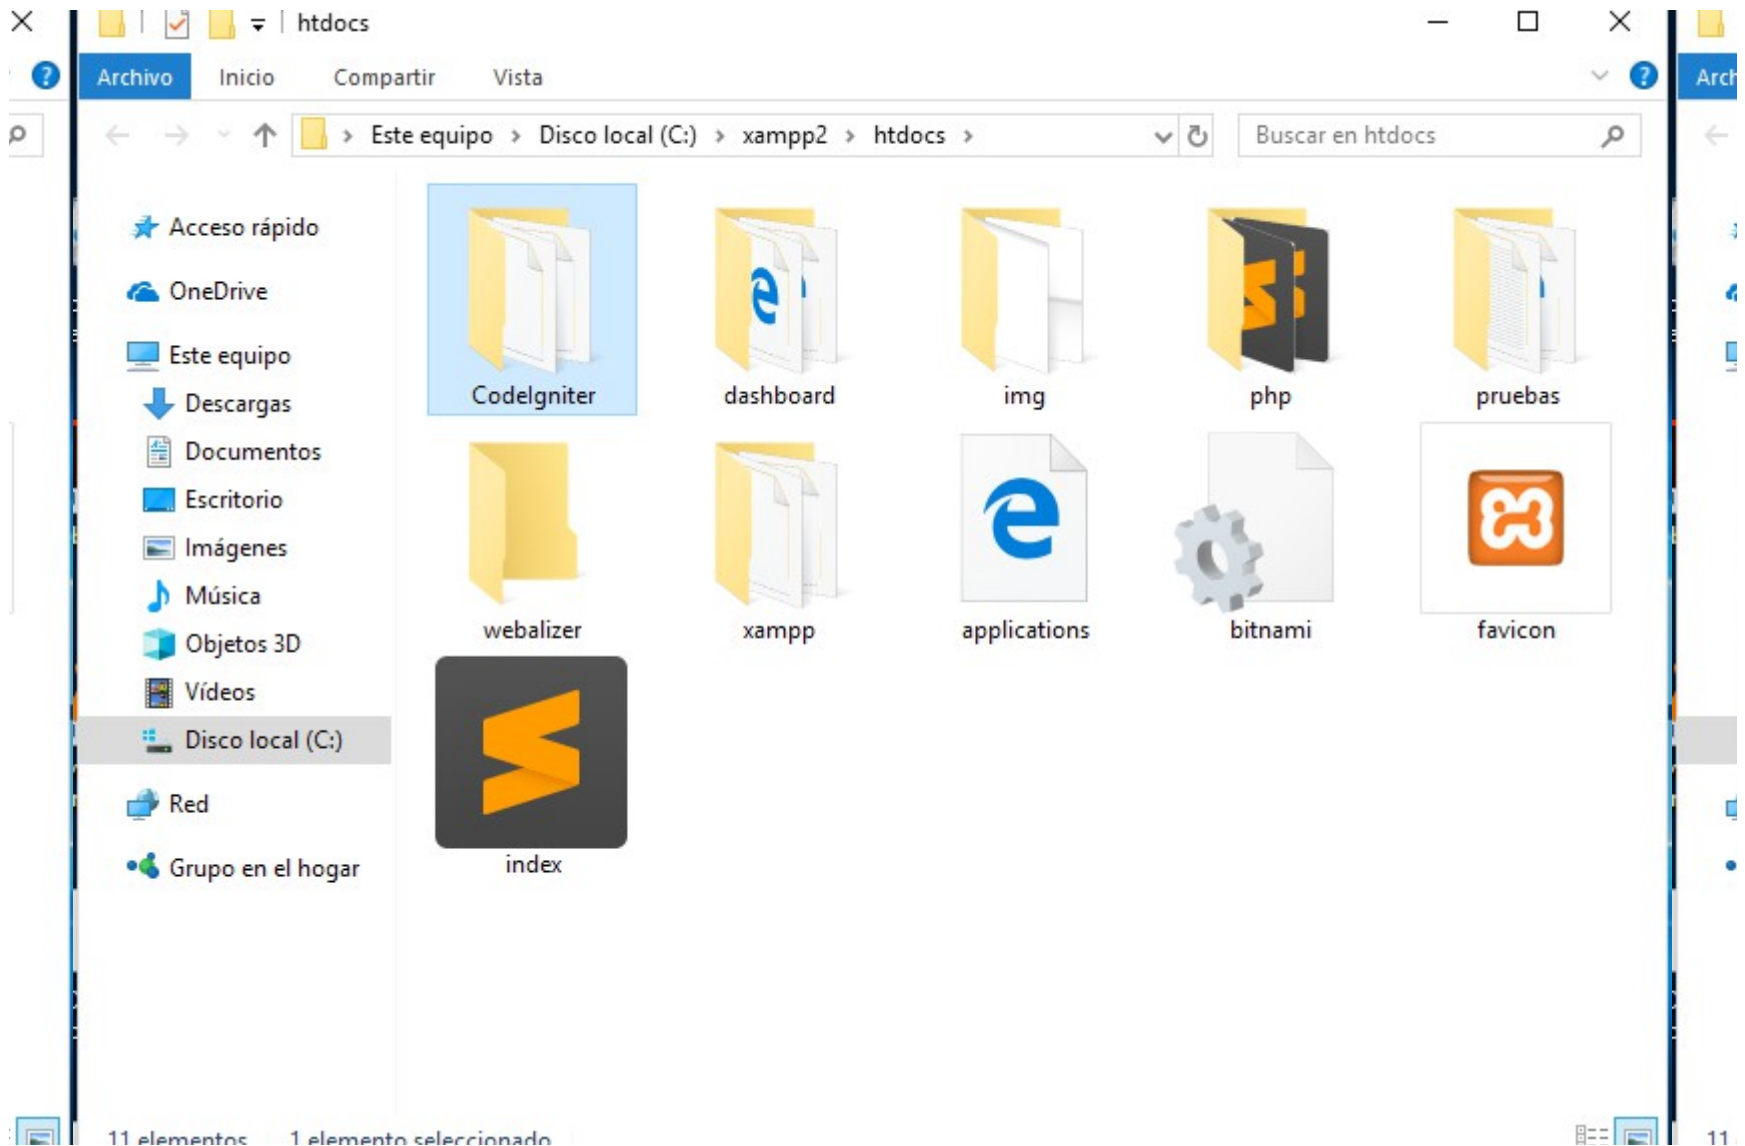 htdocs
Archivo Inicio Compartir Vista
Este equipo > Disco local (C:) > xampp2 > htdocs >
Buscar en htdocs
Acceso rápido
OneDrive
Este equipo
Descargas
Documentos
Escritorio
Imágenes
Música
Objetos 3D
Vídeos
Disco local (C:)
Red
Grupo en el hogar
CodeIgniter dashboard img php pruebas
webalizer xampp applications bitnami favicon
index
11 elementos 1 elemento seleccionado
Arch
11